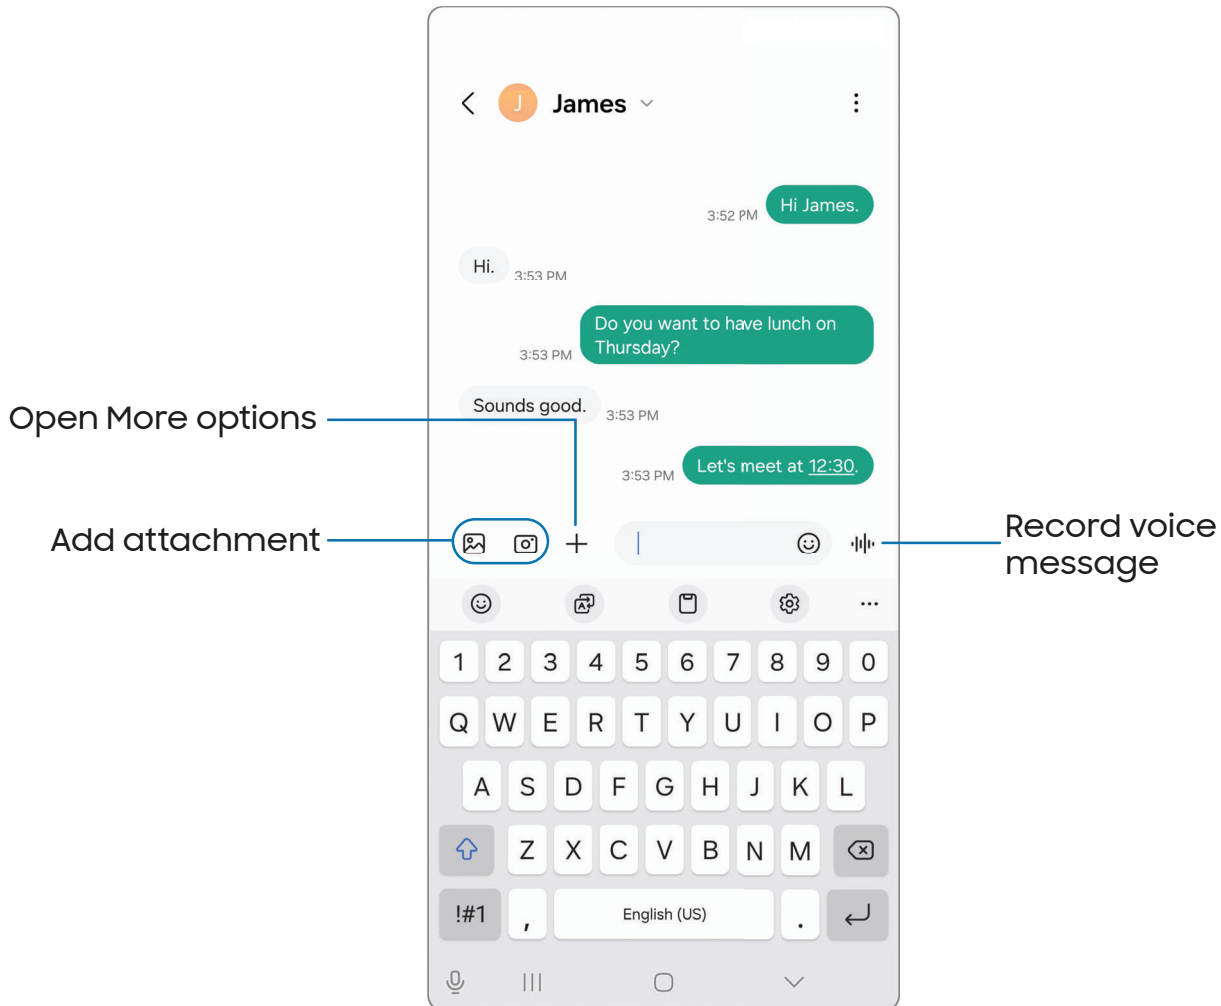 J James
Hi James.
3:52 PM
Hi.
3:53 PM
Do you want to have lunch on
Thursday?
3:53 PM
Sounds good.
3:53 PM
Open More options
Let's meet at 12:30.
3:53 PM
Add attachment
Record voice
message
1 2 3 4 5 6 7 8 9 0
Q W E R T Y U I O P
A S D F G H J K L
Z X C V B N M
!#1 , English (US) .